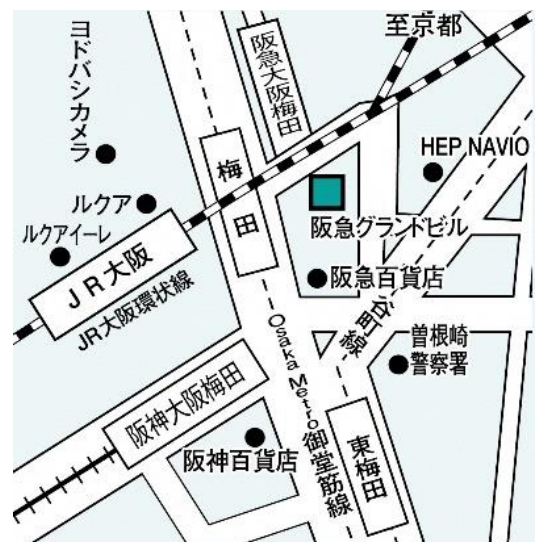 至京都
ヨドバシカメラ
阪急大阪梅田
HEP NAVIO
梅田
ルクア
阪急グランドビル
ルクアイーレ
JR大阪
阪急百貨店
JR大阪環状線
谷町線
Osaka Metro御堂筋線
曽根崎
警察署
阪神大阪梅田
阪神百貨店
東梅田